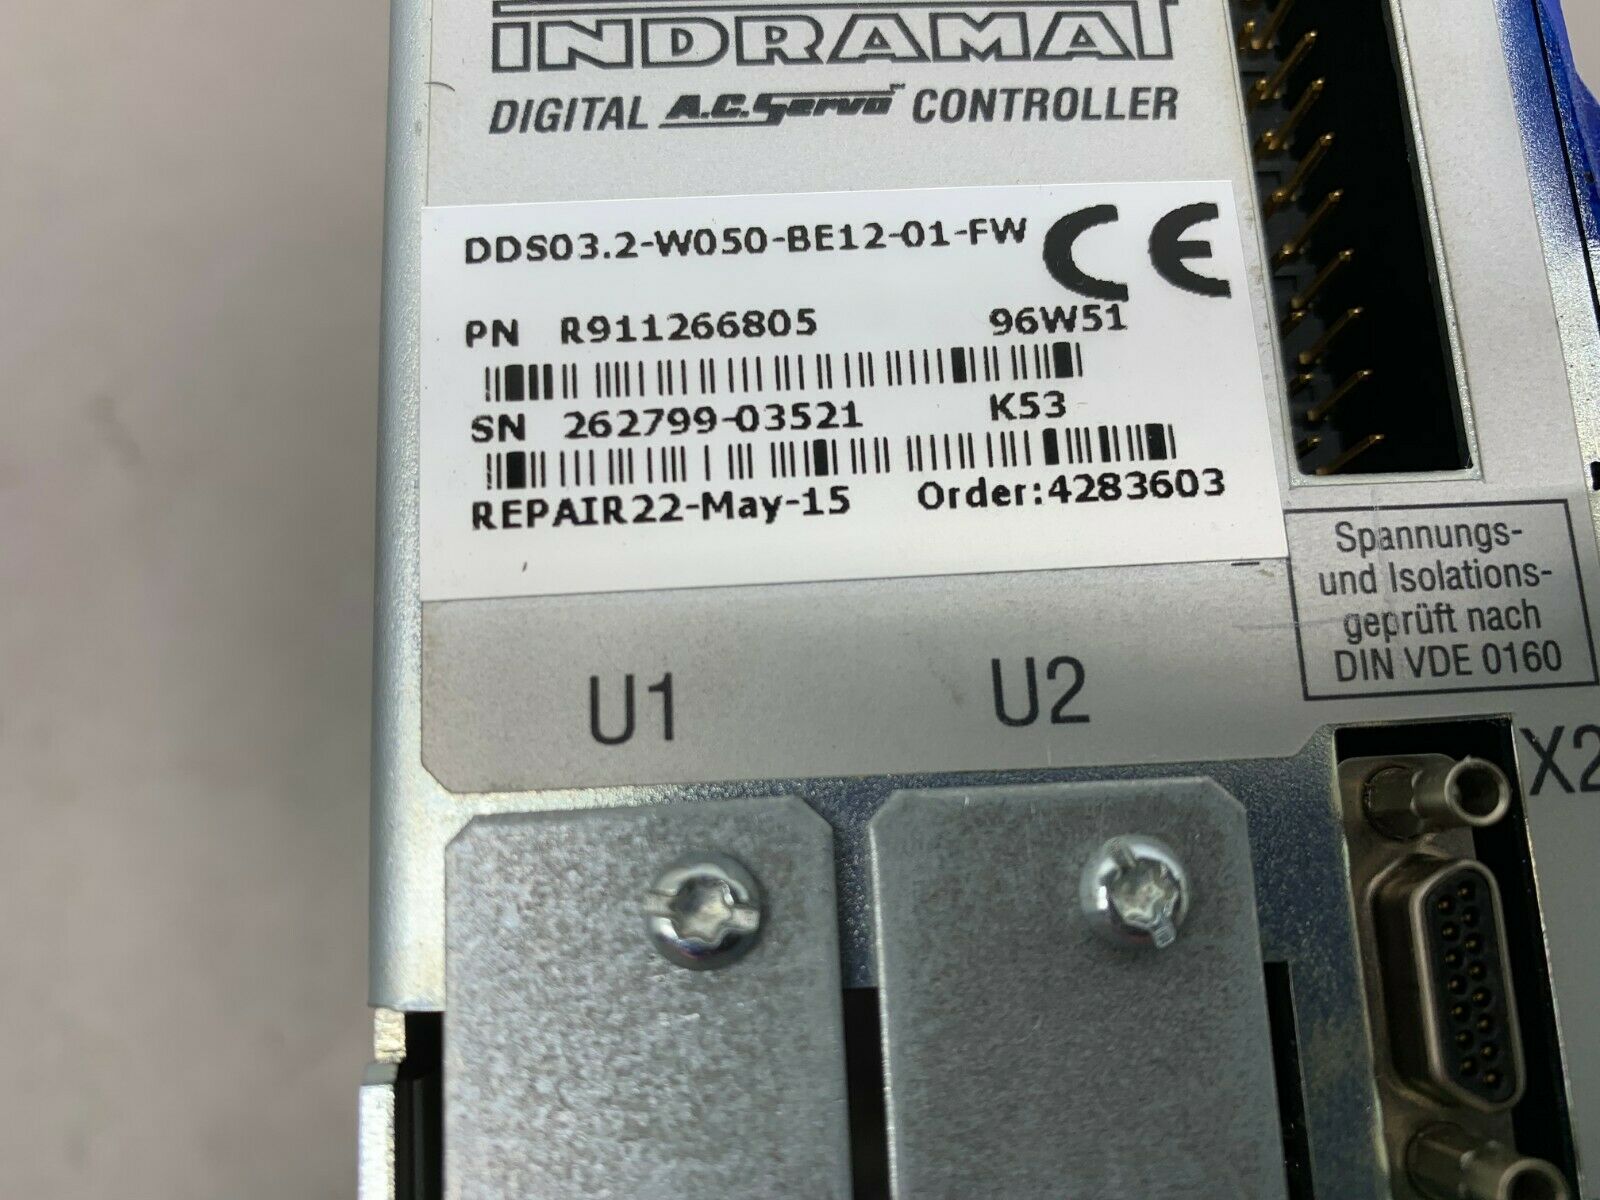 INDRAMAT
DIGITAL A.C. Servo CONTROLLER
DDS03.2-W050-BE12-01-FW CE
PN R911266805 96W51
SN 262799-03521 K53
REPAIR22-May-15 Order:4283603
Spannungs-
und Isolations-
geprüft nach
DIN VDE 0160
U1 U2
X2